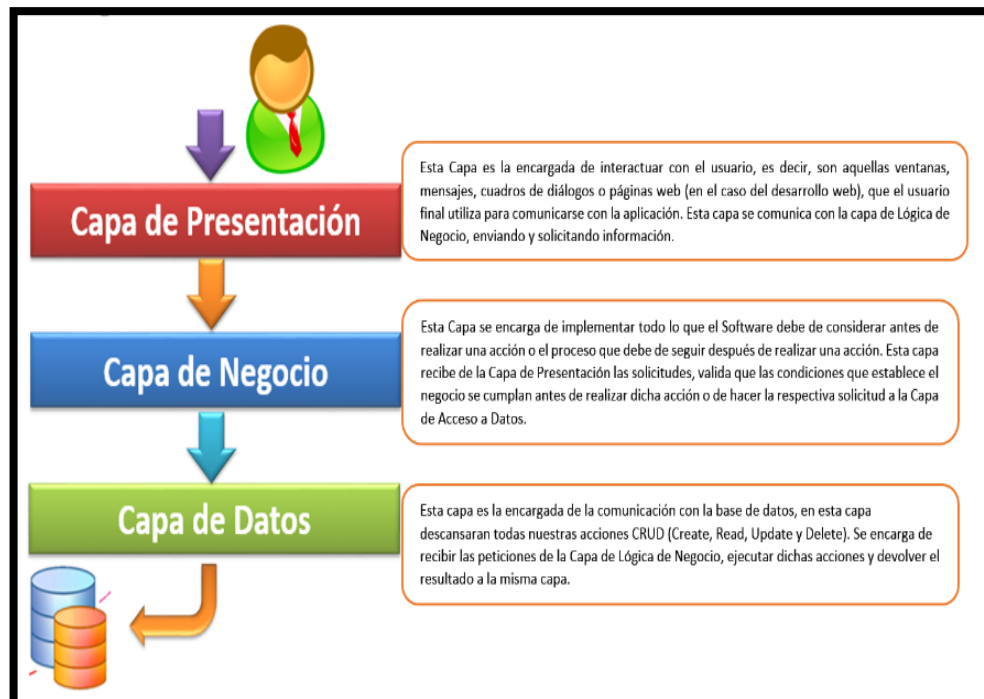 Capa de Presentación
Esta Capa es la encargada de interactuar con el usuario, es decir, son aquellas ventanas,
mensajes, cuadros de diálogos o páginas web (en el caso del desarrollo web), que el usuario
final utiliza para comunicarse con la aplicación. Esta capa se comunica con la capa de Lógica de
Negocio, enviando y solicitando información.
Capa de Negocio
Esta Capa se encarga de implementar todo lo que el Software debe de considerar antes de
realizar una acción o el proceso que debe de seguir después de realizar una acción. Esta capa
recibe de la Capa de Presentación las solicitudes, valida que las condiciones que establece el
negocio se cumplan antes de realizar dicha acción o de hacer la respectiva solicitud a la Capa
de Acceso a Datos.
Capa de Datos
Esta capa es la encargada de la comunicación con la base de datos, en esta capa
descansaran todas nuestras acciones CRUD (Create, Read, Update y Delete). Se encarga de
recibir las peticiones de la Capa de Lógica de Negocio, ejecutar dichas acciones y devolver el
resultado a la misma capa.